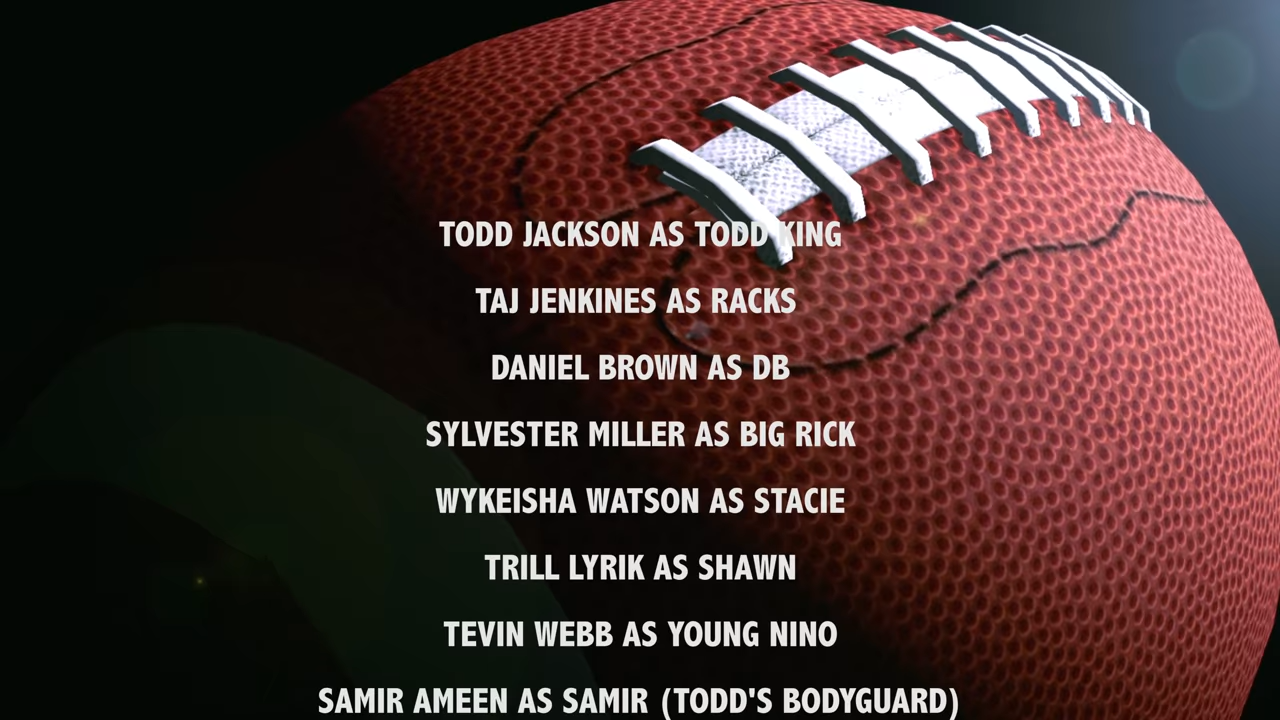 TODD JACKSON AS TODD KING
TAJ JENKINES AS RACKS
DANIEL BROWN AS DB
SYLVESTER MILLER AS BIG RICK
WYKEISHA WATSON AS STACIE
TRILL LYRIK AS SHAWN
TEVIN WEBB AS YOUNG NINO
SAMIR AMEEN AS SAMIR (TODD'S BODYGUARD)